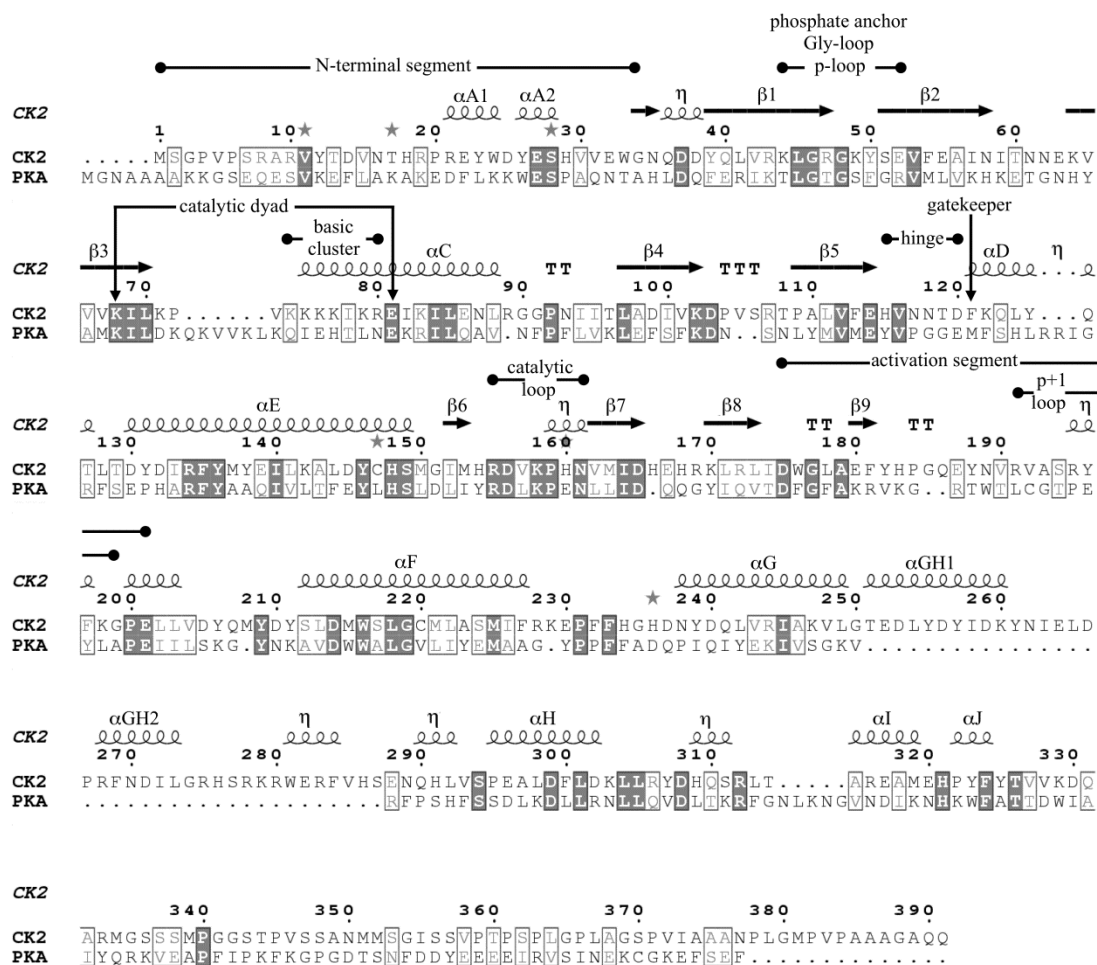 phosphate anchor
Gly-loop
p-loop
N-terminal segment
CK2 αA1 αA2 η β1 β2
1 10 ★ ★ 20 ★ 30 40 50 60
CK2 .....MSGPVPSRARVYTDVNTHRPREYWDYESHVVEWGNQDDYQLVRKLGRGKYSEVFEAINITNNEKV
PKA MGNAAAAKKGSEQESVKEFLAKAKEDFLKKWESPAQNTAHLDQFERIKTLGTGSFGRVMLVKHKETGNHY
catalytic dyad
basic
cluster
gatekeeper
hinge
CK2 β3 αC TT β4 TTT β5 αD η
70 80 90 100 110 120
CK2 VVKILKP......VKKKKIKREIKILENLRGGPNIITLADIVKDPVSRTPALVFEHVNNTDFKQLY...Q
PKA AMKILDKQKVVKLKQIEHTLNEKRILQAV.NFPFLVKLEFSFKDN..SNLYMVMEYVPGGEMFSHLRRIG
catalytic
loop
activation segment
p+1
loop
CK2 αE β6 η β7 β8 TT β9 TT η
130 140 ★ 150 160 170 180 190
CK2 TLTDYDIRFYMYEILKALDYCHSMGIMHRDVKPHNVMIDHEHRKLRLIDWGLAEFYHPGQEYNVRVASRY
PKA RFSEPHARFYAAQIVLTFEYLHSLDLIYRDLKPENLLID.QQGYIQVTDFGFAKRVKG..RTWTLCGTPE
CK2 αF αG αGH1
200 210 220 230 ★ 240 250 260
CK2 FKGPELLVDYQMYDYSLDMWSLGCMLASMIFRKEPFFHGHDNYDQLVRIAKVLGTEDLYDYIDKYNIELD
PKA YLAPEIILSKG.YNKAVDWWALGVLIYEMAAG.YPPFFADQPIQIYEKIVSGKV................
CK2 αGH2 η η αH η αI αJ
270 280 290 300 310 320 330
CK2 PRFNDILGRHSRKRWERFVHSENQHLVSPEALDFLDKLLRYDHQSRLT.....AREAMEHPYFYTVVKDQ
PKA .....................RFPSHFSSDLKDLLRNLLQVDLTKRFGNLKNGVNDIKNHKWFATTDWIA
CK2
340 350 360 370 380 390
CK2 ARMGSSSMPGGSTPVSSANMMSGISSVPTPSPLGPLAGSPVIAAANPLGMPVPAAAGAQQ
PKA IYQRKVEAPFIPKFKGPGDTSNFDDYEEEEIRVSINEKCGKEFSEF..............